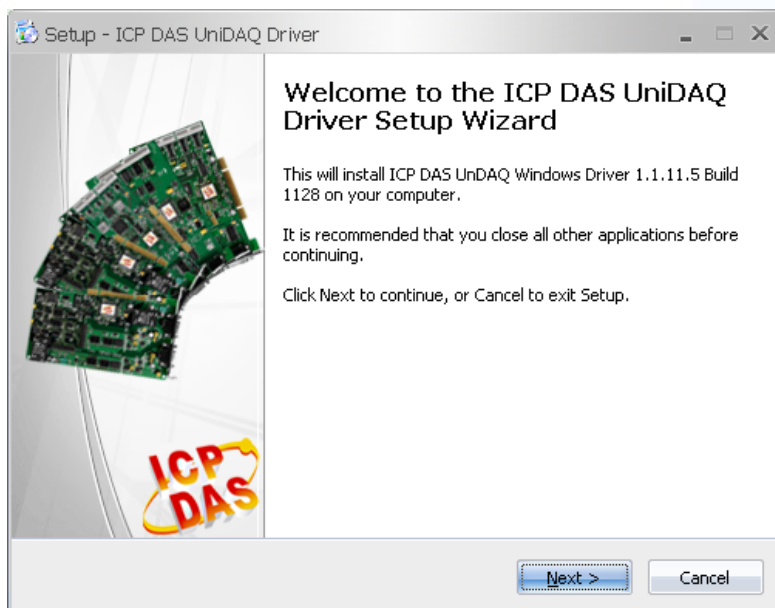 Setup - ICP DAS UniDAQ Driver
Welcome to the ICP DAS UniDAQ
Driver Setup Wizard
This will install ICP DAS UnDAQ Windows Driver 1.1.11.5 Build
1128 on your computer.
It is recommended that you close all other applications before
continuing.
Click Next to continue, or Cancel to exit Setup.
ICP
DAS
Next >
Cancel